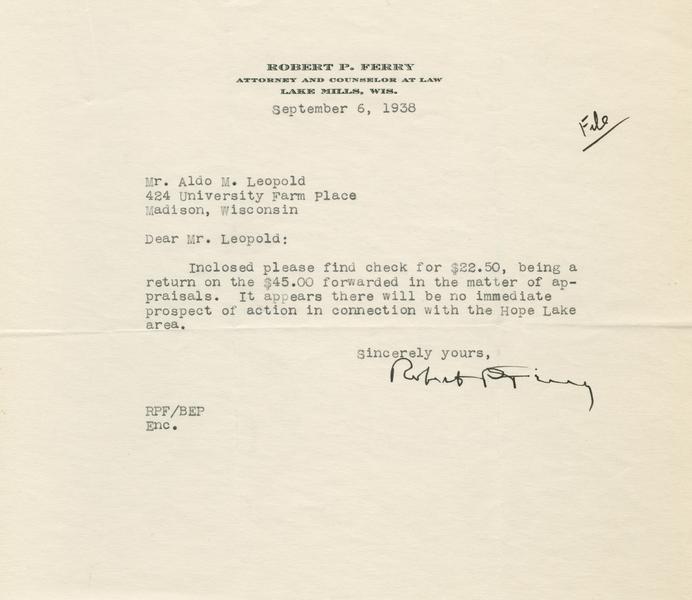 ROBERT P. FERRY
ATTORNEY AND COUNSELOR AT LAW
LAKE MILLS, WIS.
September 6, 1938
File
Mr. Aldo M. Leopold
424 University Farm Place
Madison, Wisconsin
Dear Mr. Leopold:
Inclosed please find check for $22.50, being a
return on the $45.00 forwarded in the matter of ap-
praisals. It appears there will be no immediate
prospect of action in connection with the Hope Lake
area.
Sincerely yours,
Robert P. Ferry
RPF/BEP
Enc.